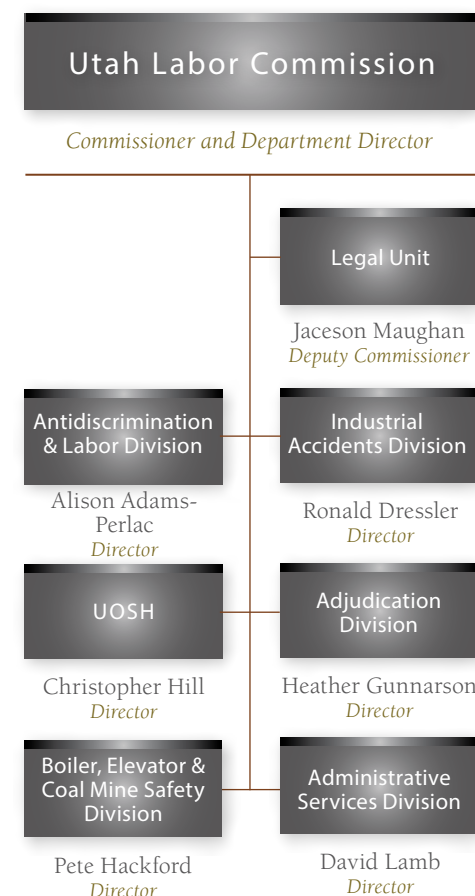 Utah Labor Commission
Commissioner and Department Director
Legal Unit
Jaceson Maughan
Deputy Commissioner
Antidiscrimination
& Labor Division
Alison Adams-
Perlac
Director
Industrial
Accidents Division
Ronald Dressler
Director
UOSH
Christopher Hill
Director
Adjudication
Division
Heather Gunnarson
Director
Boiler, Elevator &
Coal Mine Safety
Division
Pete Hackford
Director
Administrative
Services Division
David Lamb
Director